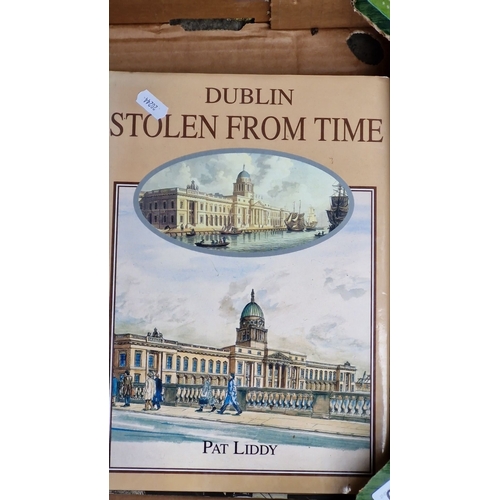 DUBLIN
STOLEN FROM TIME
PAT LIDDY